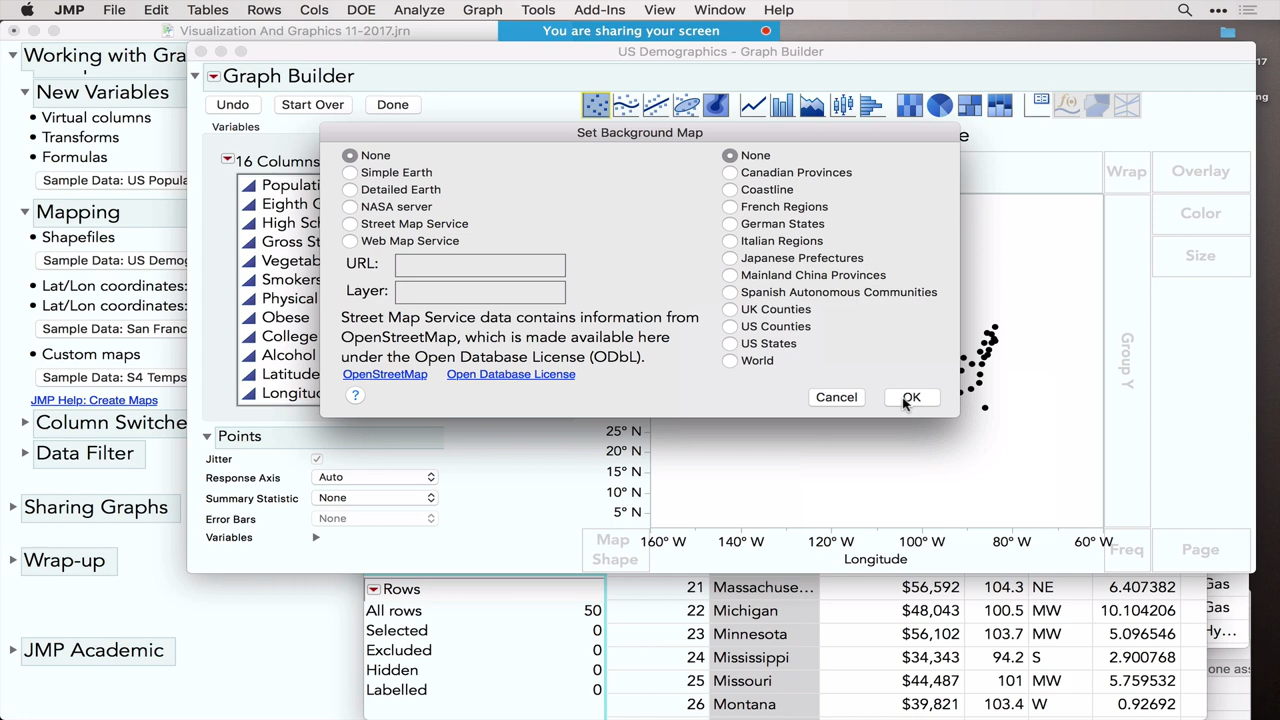 JMP File Edit Tables Rows Cols DOE Analyze Graph Tools Add-Ins View Window Help
Visualization And Graphics 11-2017.jrn
You are sharing your screen
Working with Gra
New Variables
Virtual columns
Transforms
Formulas
Sample Data: US Popula
Mapping
Shapefiles
Sample Data: US Demo
Lat/Lon coordinates:
Lat/Lon coordinates:
Sample Data: San Franc
Custom maps
Sample Data: S4 Temps
JMP Help: Create Maps
Column Switche
Data Filter
Sharing Graphs
Wrap-up
JMP Academic
US Demographics - Graph Builder
Graph Builder
Undo Start Over Done
Variables
16 Columns
Populati
Eighth G
High Sc
Gross St
Vegetab
Smokers
Physical
Obese
College
Alcohol
Latitude
Longitud
Set Background Map
None
Simple Earth
Detailed Earth
NASA server
Street Map Service
Web Map Service
URL:
Layer:
Street Map Service data contains information from
OpenStreetMap, which is made available here
under the Open Database License (ODbL).
OpenStreetMap Open Database License
?
None
Canadian Provinces
Coastline
French Regions
German States
Italian Regions
Japanese Prefectures
Mainland China Provinces
Spanish Autonomous Communities
UK Counties
US Counties
US States
World
Cancel OK
e
Wrap
Overlay
Color
Size
Group Y
Points
Jitter
Response Axis Auto
Summary Statistic None
Error Bars None
Variables
25° N
20° N
15° N
10° N
5° N
160° W 140° W 120° W 100° W 80° W 60° W
Longitude
Map
Shape
Freq
Page
Rows
All rows 50
Selected 0
Excluded 0
Hidden 0
Labelled 0
21 Massachuse... $56,592 104.3 NE 6.407382
22 Michigan $48,043 100.5 MW 10.104206
23 Minnesota $56,102 103.7 MW 5.096546
24 Mississippi $34,343 94.2 S 2.900768
25 Missouri $44,487 101 MW 5.759532
26 Montana $39,821 103.4 W 0.92692
Gas
Gas
Hy...
one ass
17
ng